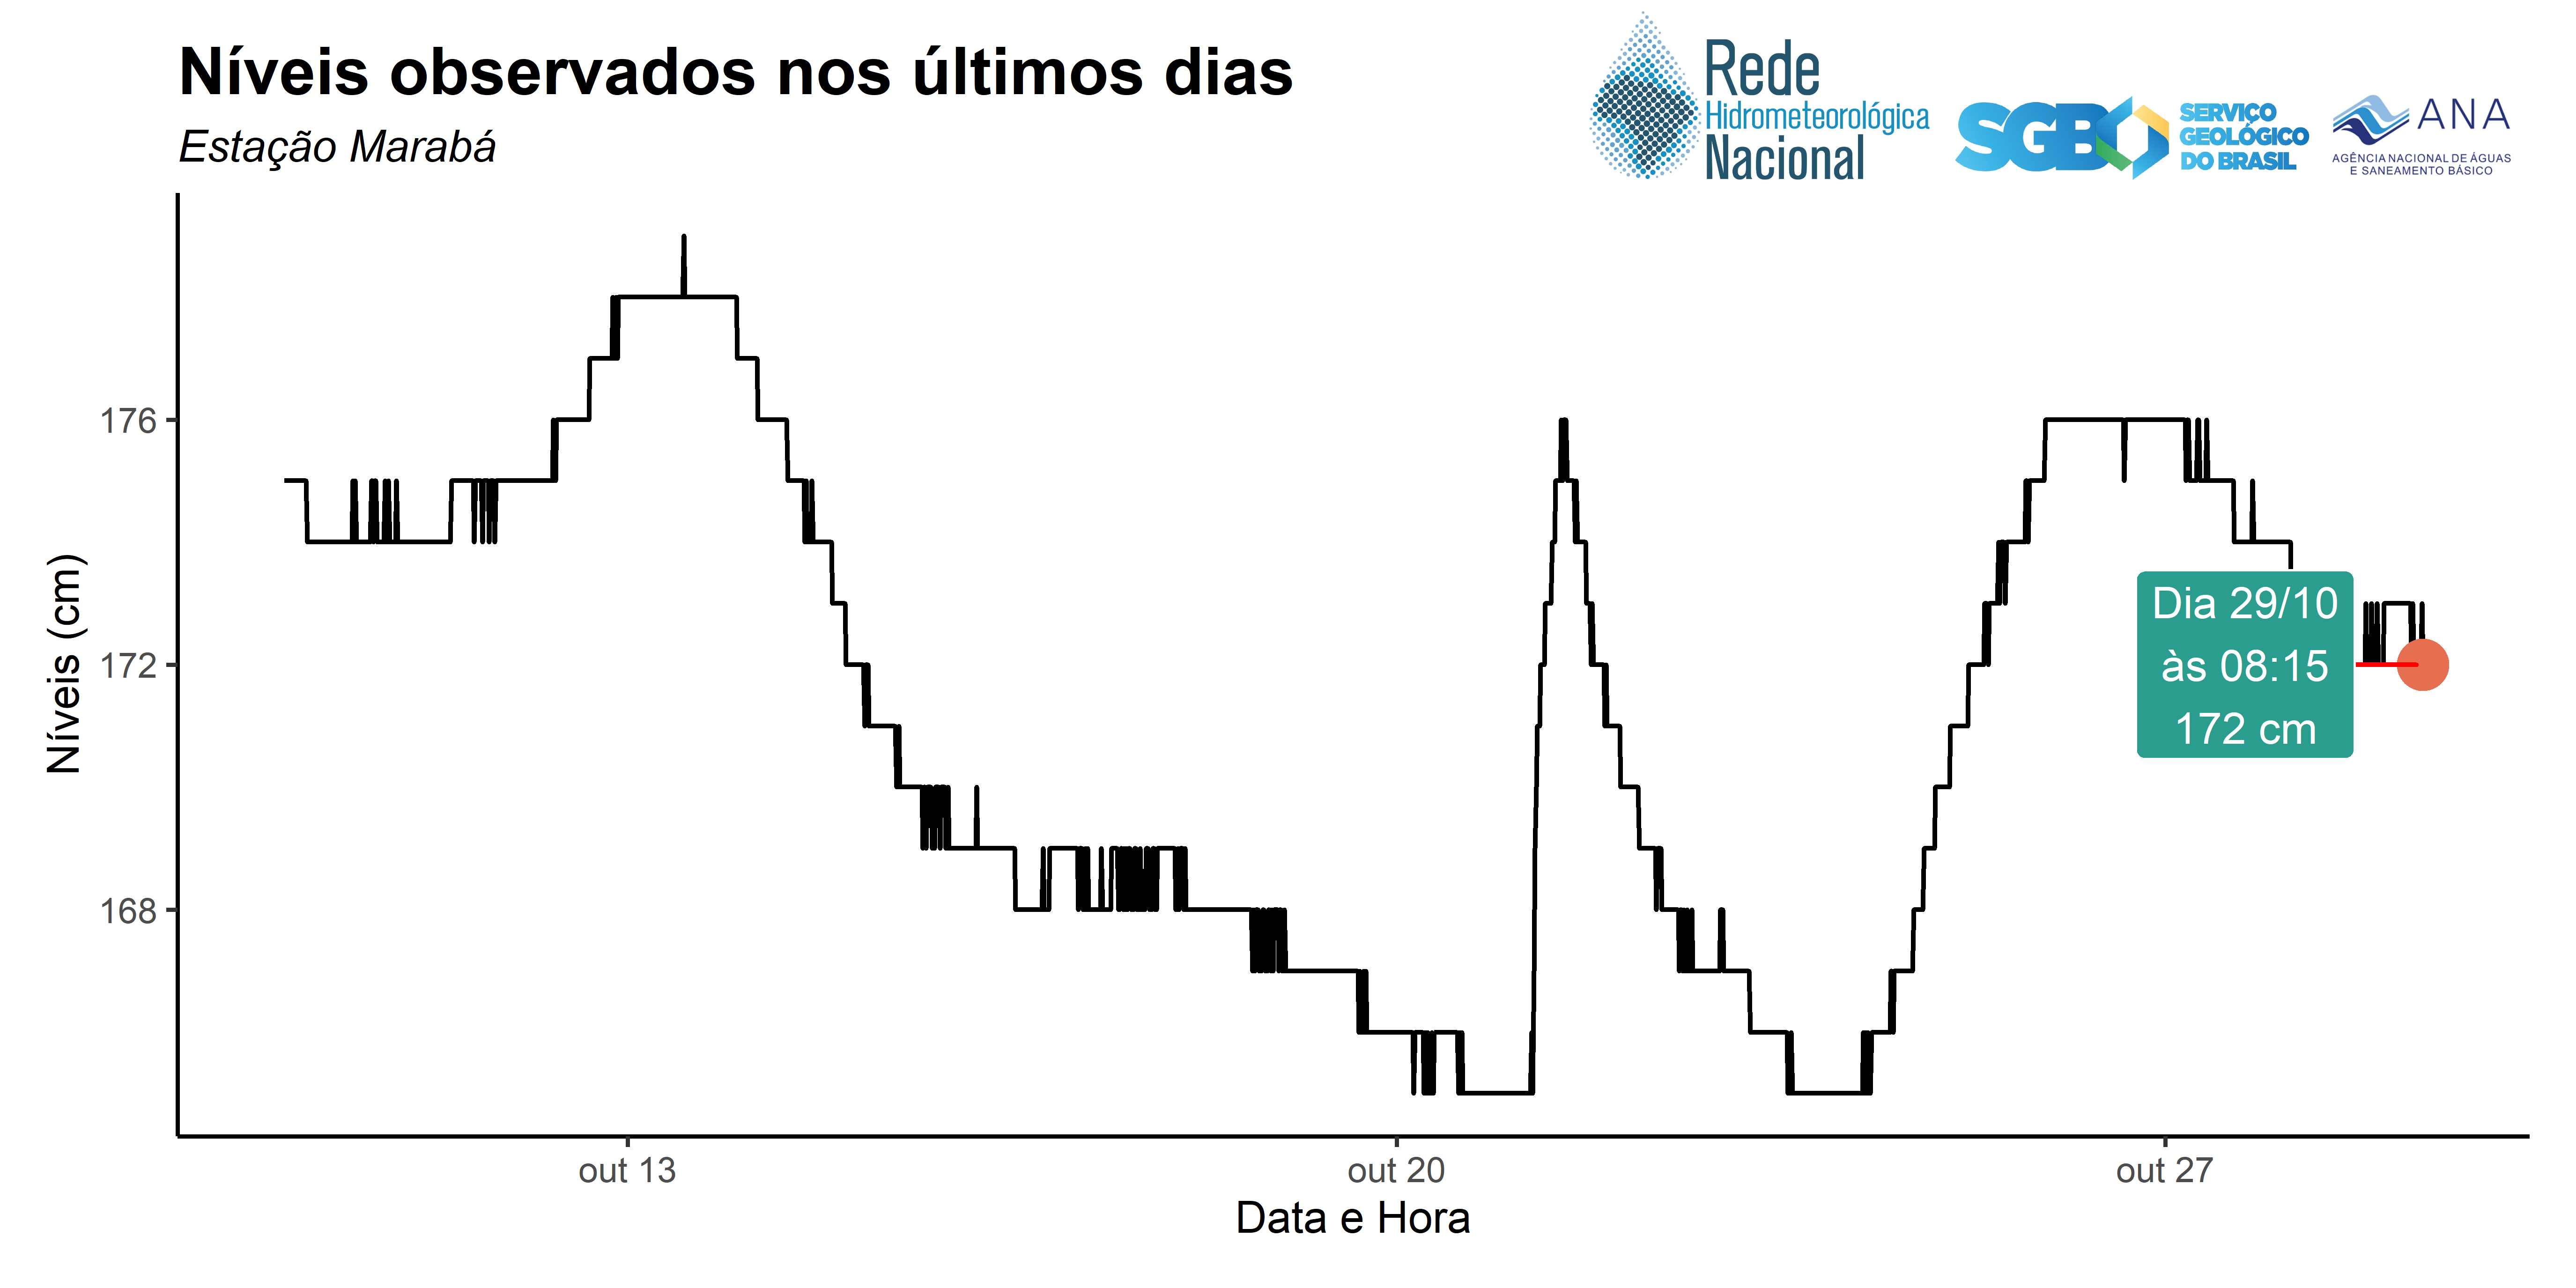 Níveis observados nos últimos dias
Estação Marabá
Rede
Hidrometeorológica
Nacional
SGB
SERVIÇO
GEOLÓGICO
DO BRASIL
ANA
AGÊNCIA NACIONAL DE ÁGUAS
E SANEAMENTO BÁSICO
Níveis (cm)
176
172
168
Dia 29/10
às 08:15
172 cm
out 13
out 20
out 27
Data e Hora